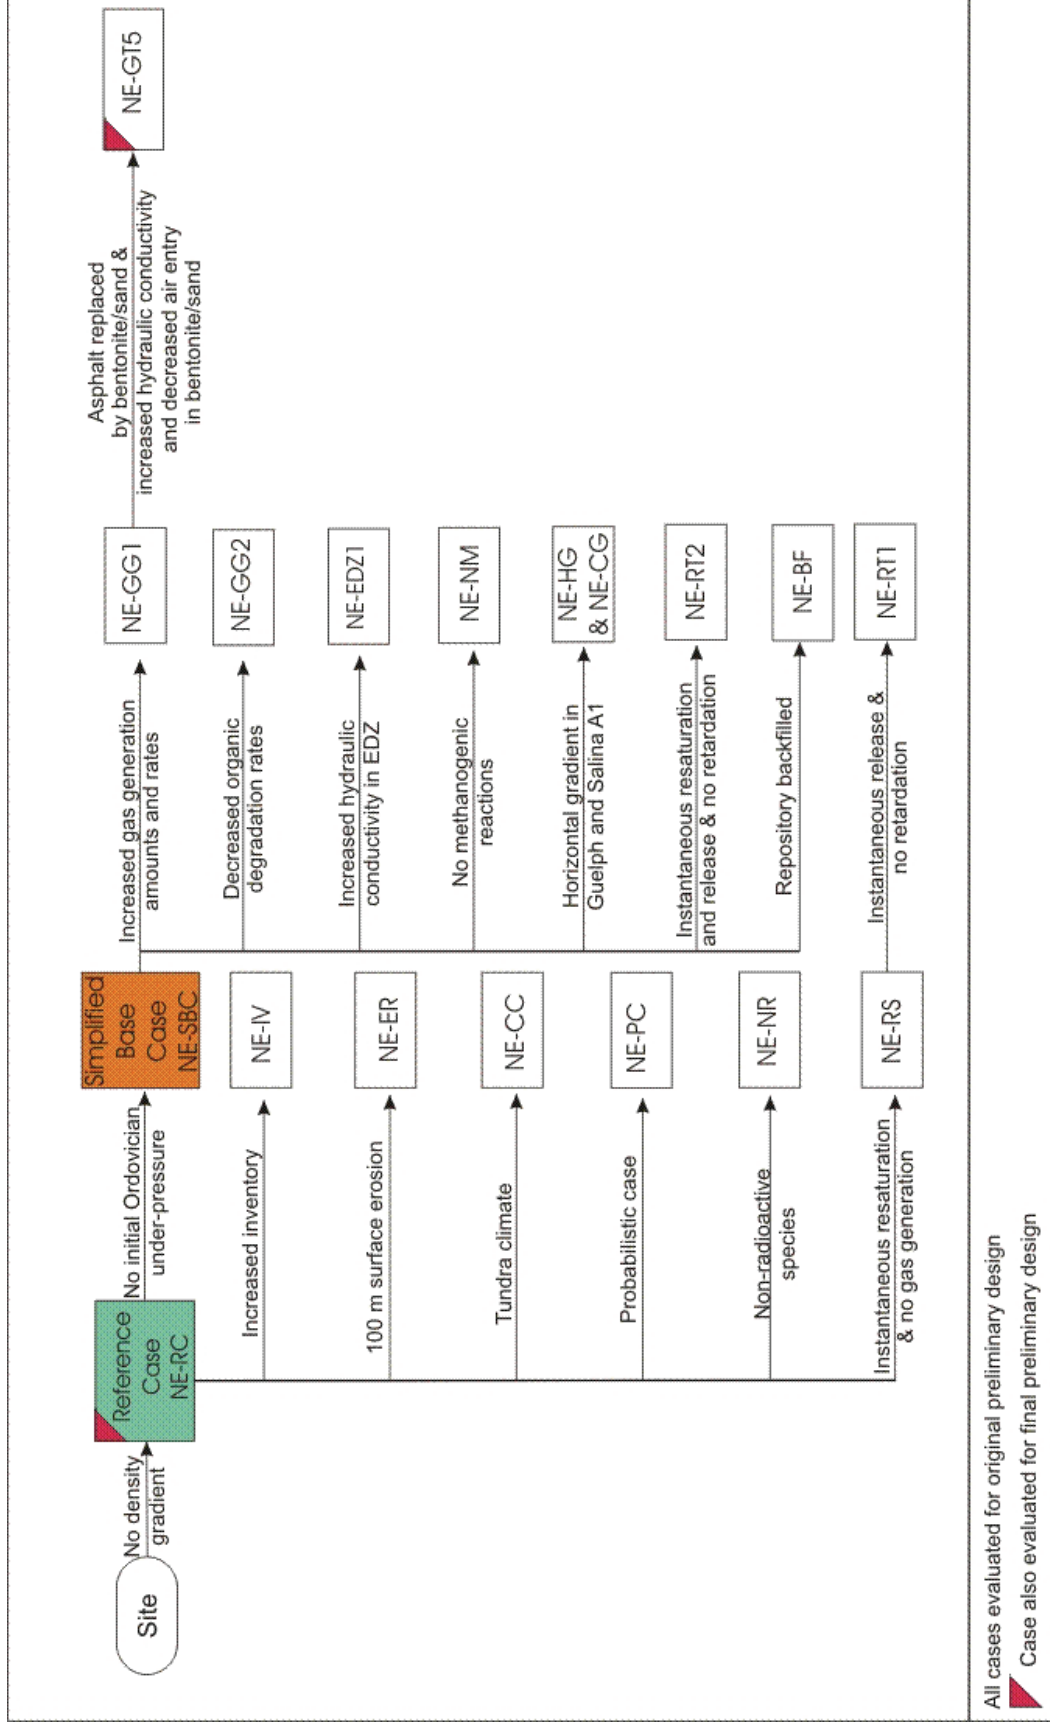 Site
No density
gradient
Reference
Case
NE-RC
No initial Ordovician
under-pressure
Simplified
Base
Case
NE-SBC
Increased gas generation
amounts and rates
NE-GG1
Asphalt replaced
by bentonite/sand &
increased hydraulic conductivity
and decreased air entry
in bentonite/sand
NE-GT5
Increased inventory
NE-IV
Decreased organic
degradation rates
NE-GG2
100 m surface erosion
NE-ER
Increased hydraulic
conductivity in EDZ
NE-EDZ1
Tundra climate
NE-CC
No methanogenic
reactions
NE-NM
Probabilistic case
NE-PC
Horizontal gradient in
Guelph and Salina A1
NE-HG
& NE-CG
Non-radioactive
species
NE-NR
Instantaneous resaturation
and release & no retardation
NE-RT2
Repository backfilled
NE-BF
Instantaneous resaturation
& no gas generation
NE-RS
Instantaneous release &
no retardation
NE-RT1
All cases evaluated for original preliminary design
Case also evaluated for final preliminary design